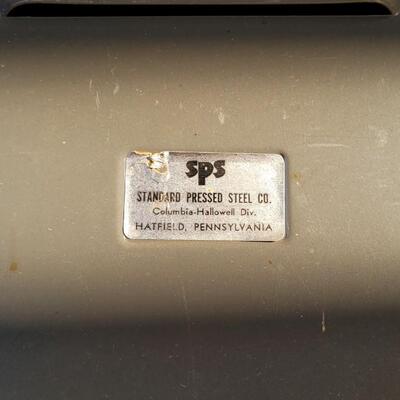 sps
STANDARD PRESSED STEEL CO.
Columbia-Hallowell Div.
HATFIELD, PENNSYLVANIA